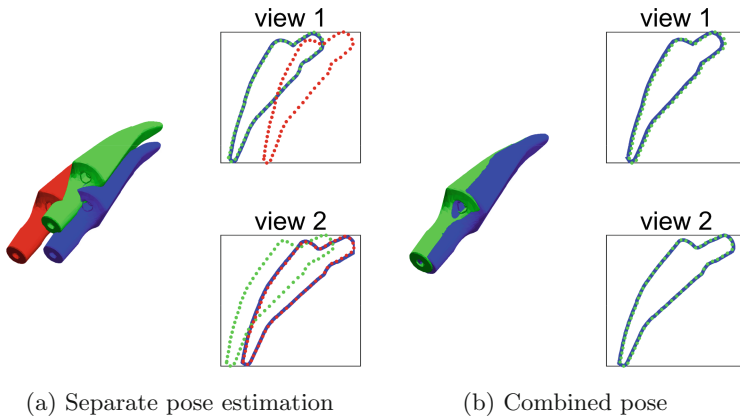 view 1
view 1
view 2
view 2
(a) Separate pose estimation
(b) Combined pose